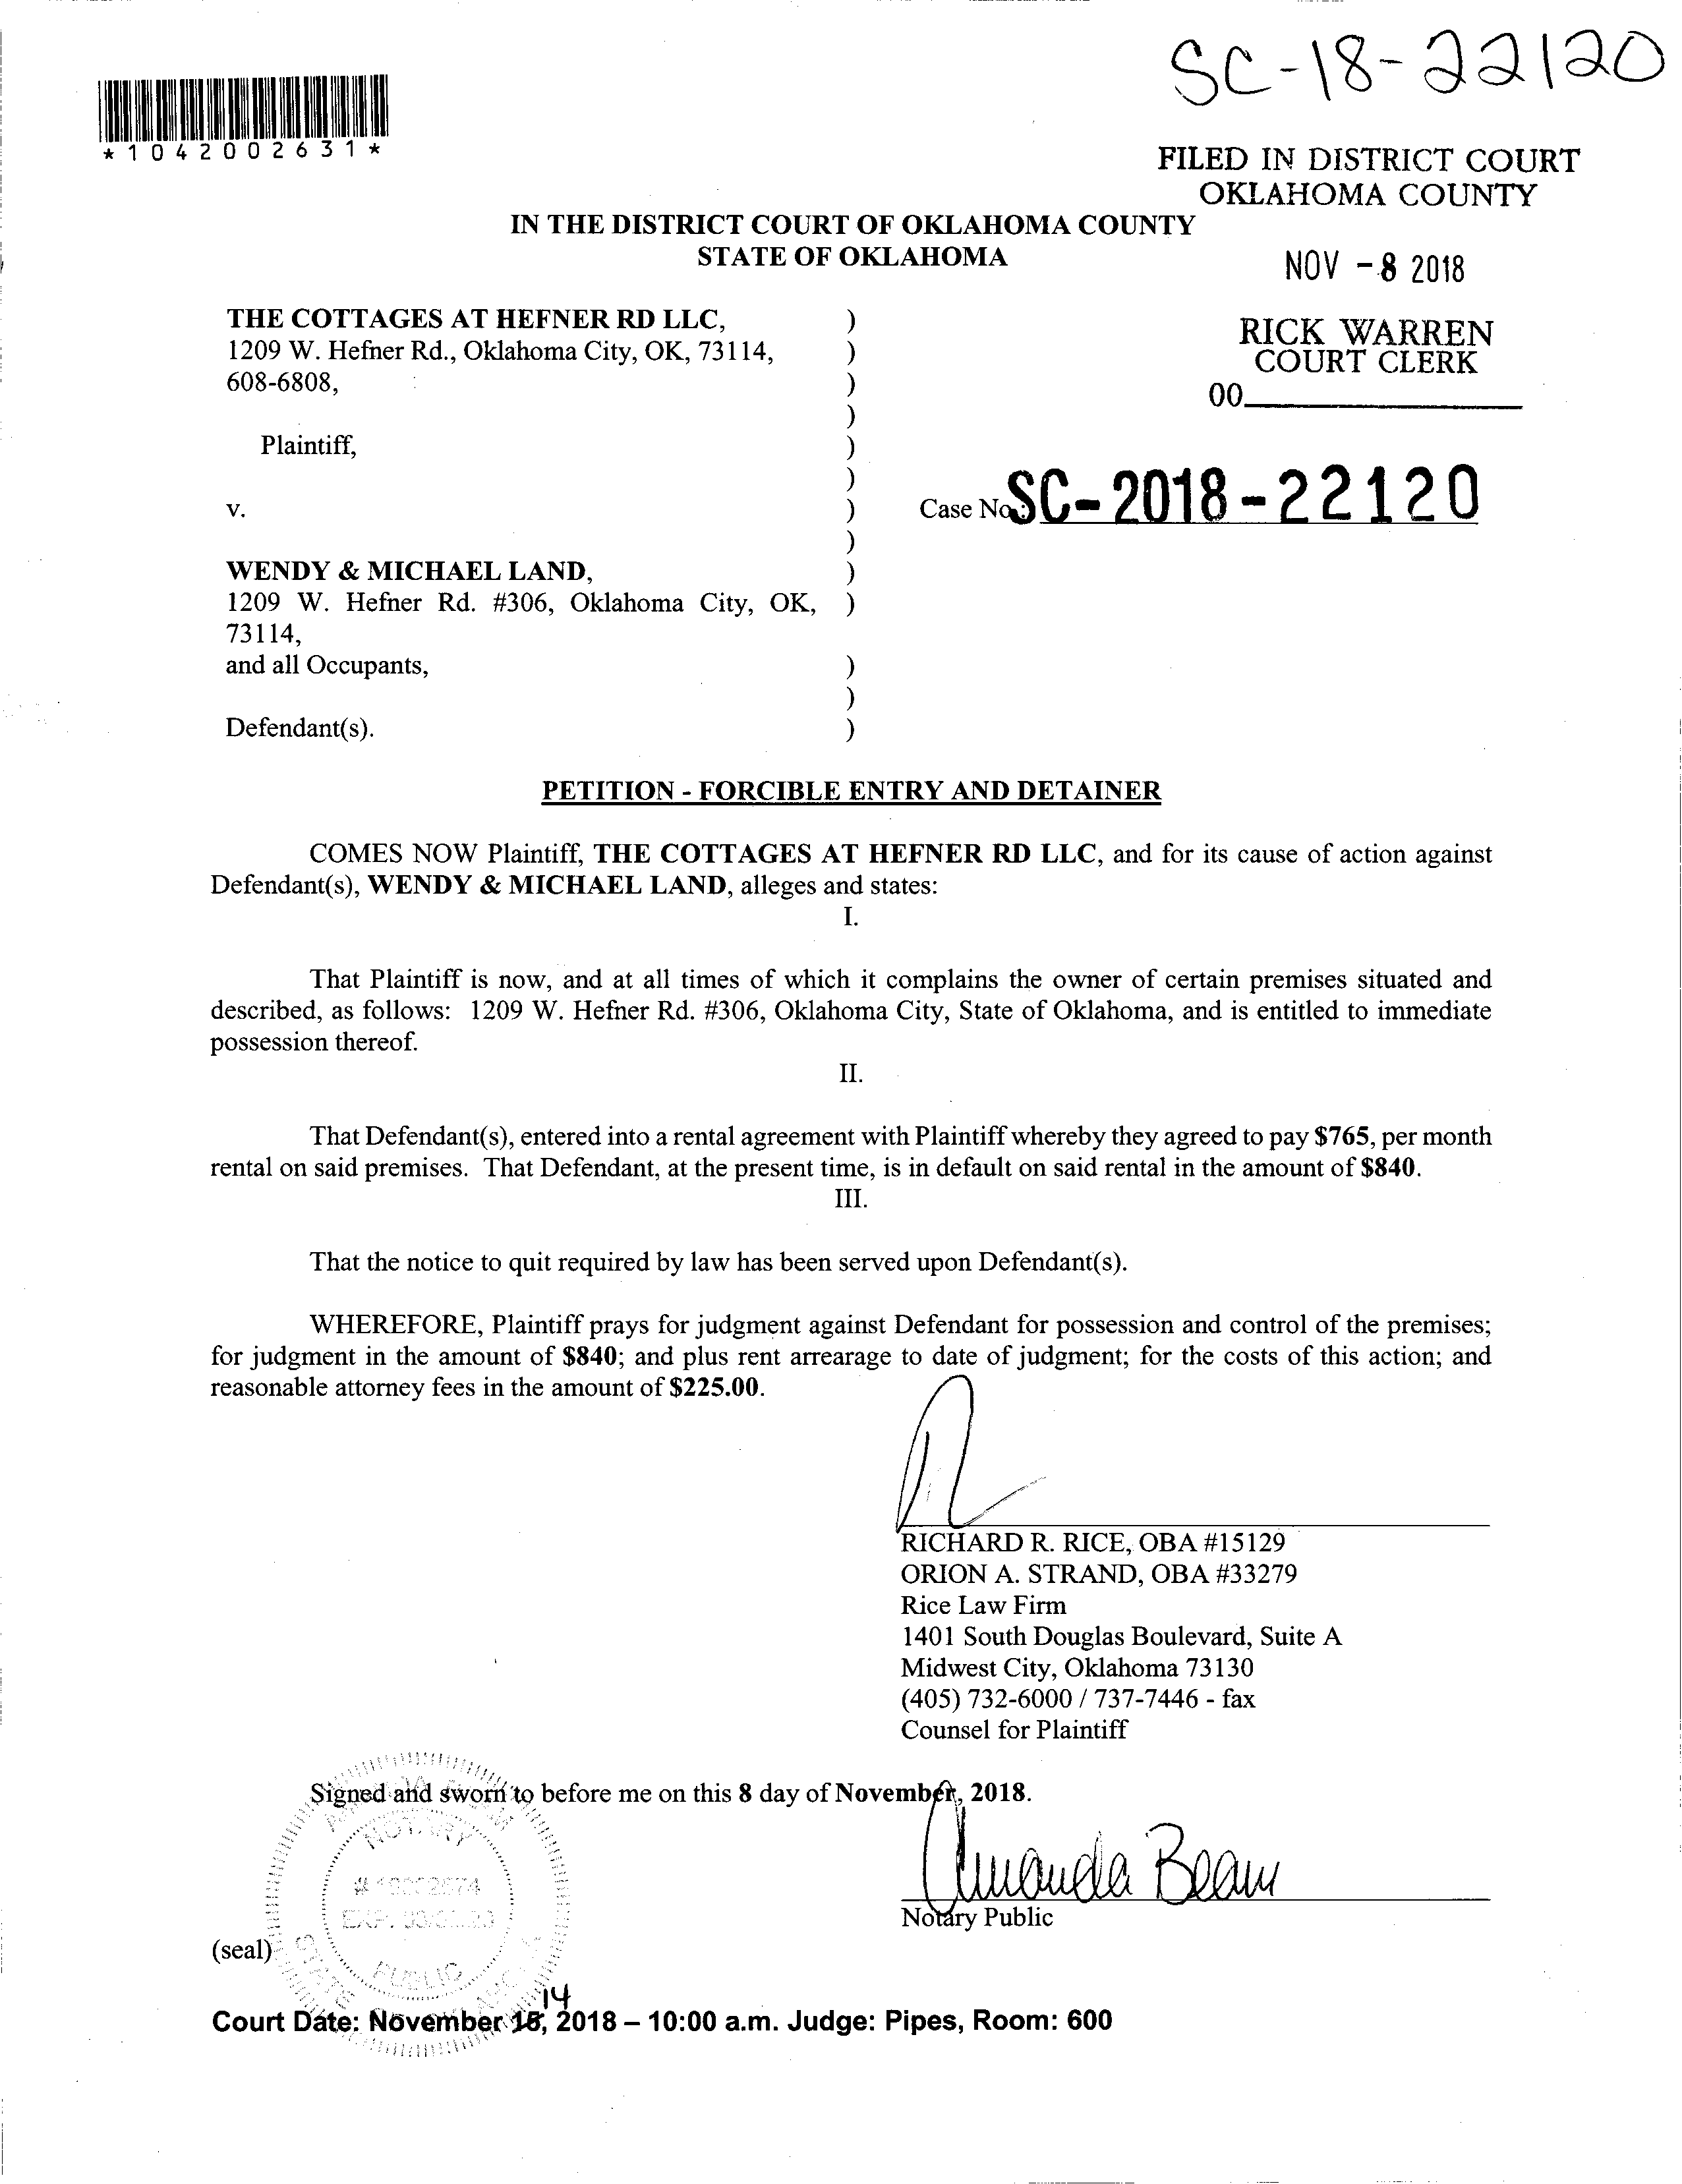 SC-18-22120
*1042002631*
FILED IN DISTRICT COURT
OKLAHOMA COUNTY
IN THE DISTRICT COURT OF OKLAHOMA COUNTY
STATE OF OKLAHOMA
NOV -8 2018
THE COTTAGES AT HEFNER RD LLC, )
1209 W. Hefner Rd., Oklahoma City, OK, 73114, )
608-6808, )
)
RICK WARREN
COURT CLERK
00
Plaintiff, )
)
v. )
)
Case No.: SC-2018-22120
WENDY & MICHAEL LAND, )
1209 W. Hefner Rd. #306, Oklahoma City, OK, )
73114,
and all Occupants, )
)
Defendant(s). )
PETITION - FORCIBLE ENTRY AND DETAINER
COMES NOW Plaintiff, THE COTTAGES AT HEFNER RD LLC, and for its cause of action against
Defendant(s), WENDY & MICHAEL LAND, alleges and states:
I.
That Plaintiff is now, and at all times of which it complains the owner of certain premises situated and
described, as follows: 1209 W. Hefner Rd. #306, Oklahoma City, State of Oklahoma, and is entitled to immediate
possession thereof.
II.
That Defendant(s), entered into a rental agreement with Plaintiff whereby they agreed to pay $765, per month
rental on said premises. That Defendant, at the present time, is in default on said rental in the amount of $840.
III.
That the notice to quit required by law has been served upon Defendant(s).
WHEREFORE, Plaintiff prays for judgment against Defendant for possession and control of the premises;
for judgment in the amount of $840; and plus rent arrearage to date of judgment; for the costs of this action; and
reasonable attorney fees in the amount of $225.00.
RICHARD R. RICE, OBA #15129
ORION A. STRAND, OBA #33279
Rice Law Firm
1401 South Douglas Boulevard, Suite A
Midwest City, Oklahoma 73130
(405) 732-6000 / 737-7446 - fax
Counsel for Plaintiff
Signed and sworn to before me on this 8 day of November, 2018.
NOTARY
PUBLIC
Amanda Beam
Notary Public
(seal)
14
Court Date: November 15, 2018 – 10:00 a.m. Judge: Pipes, Room: 600